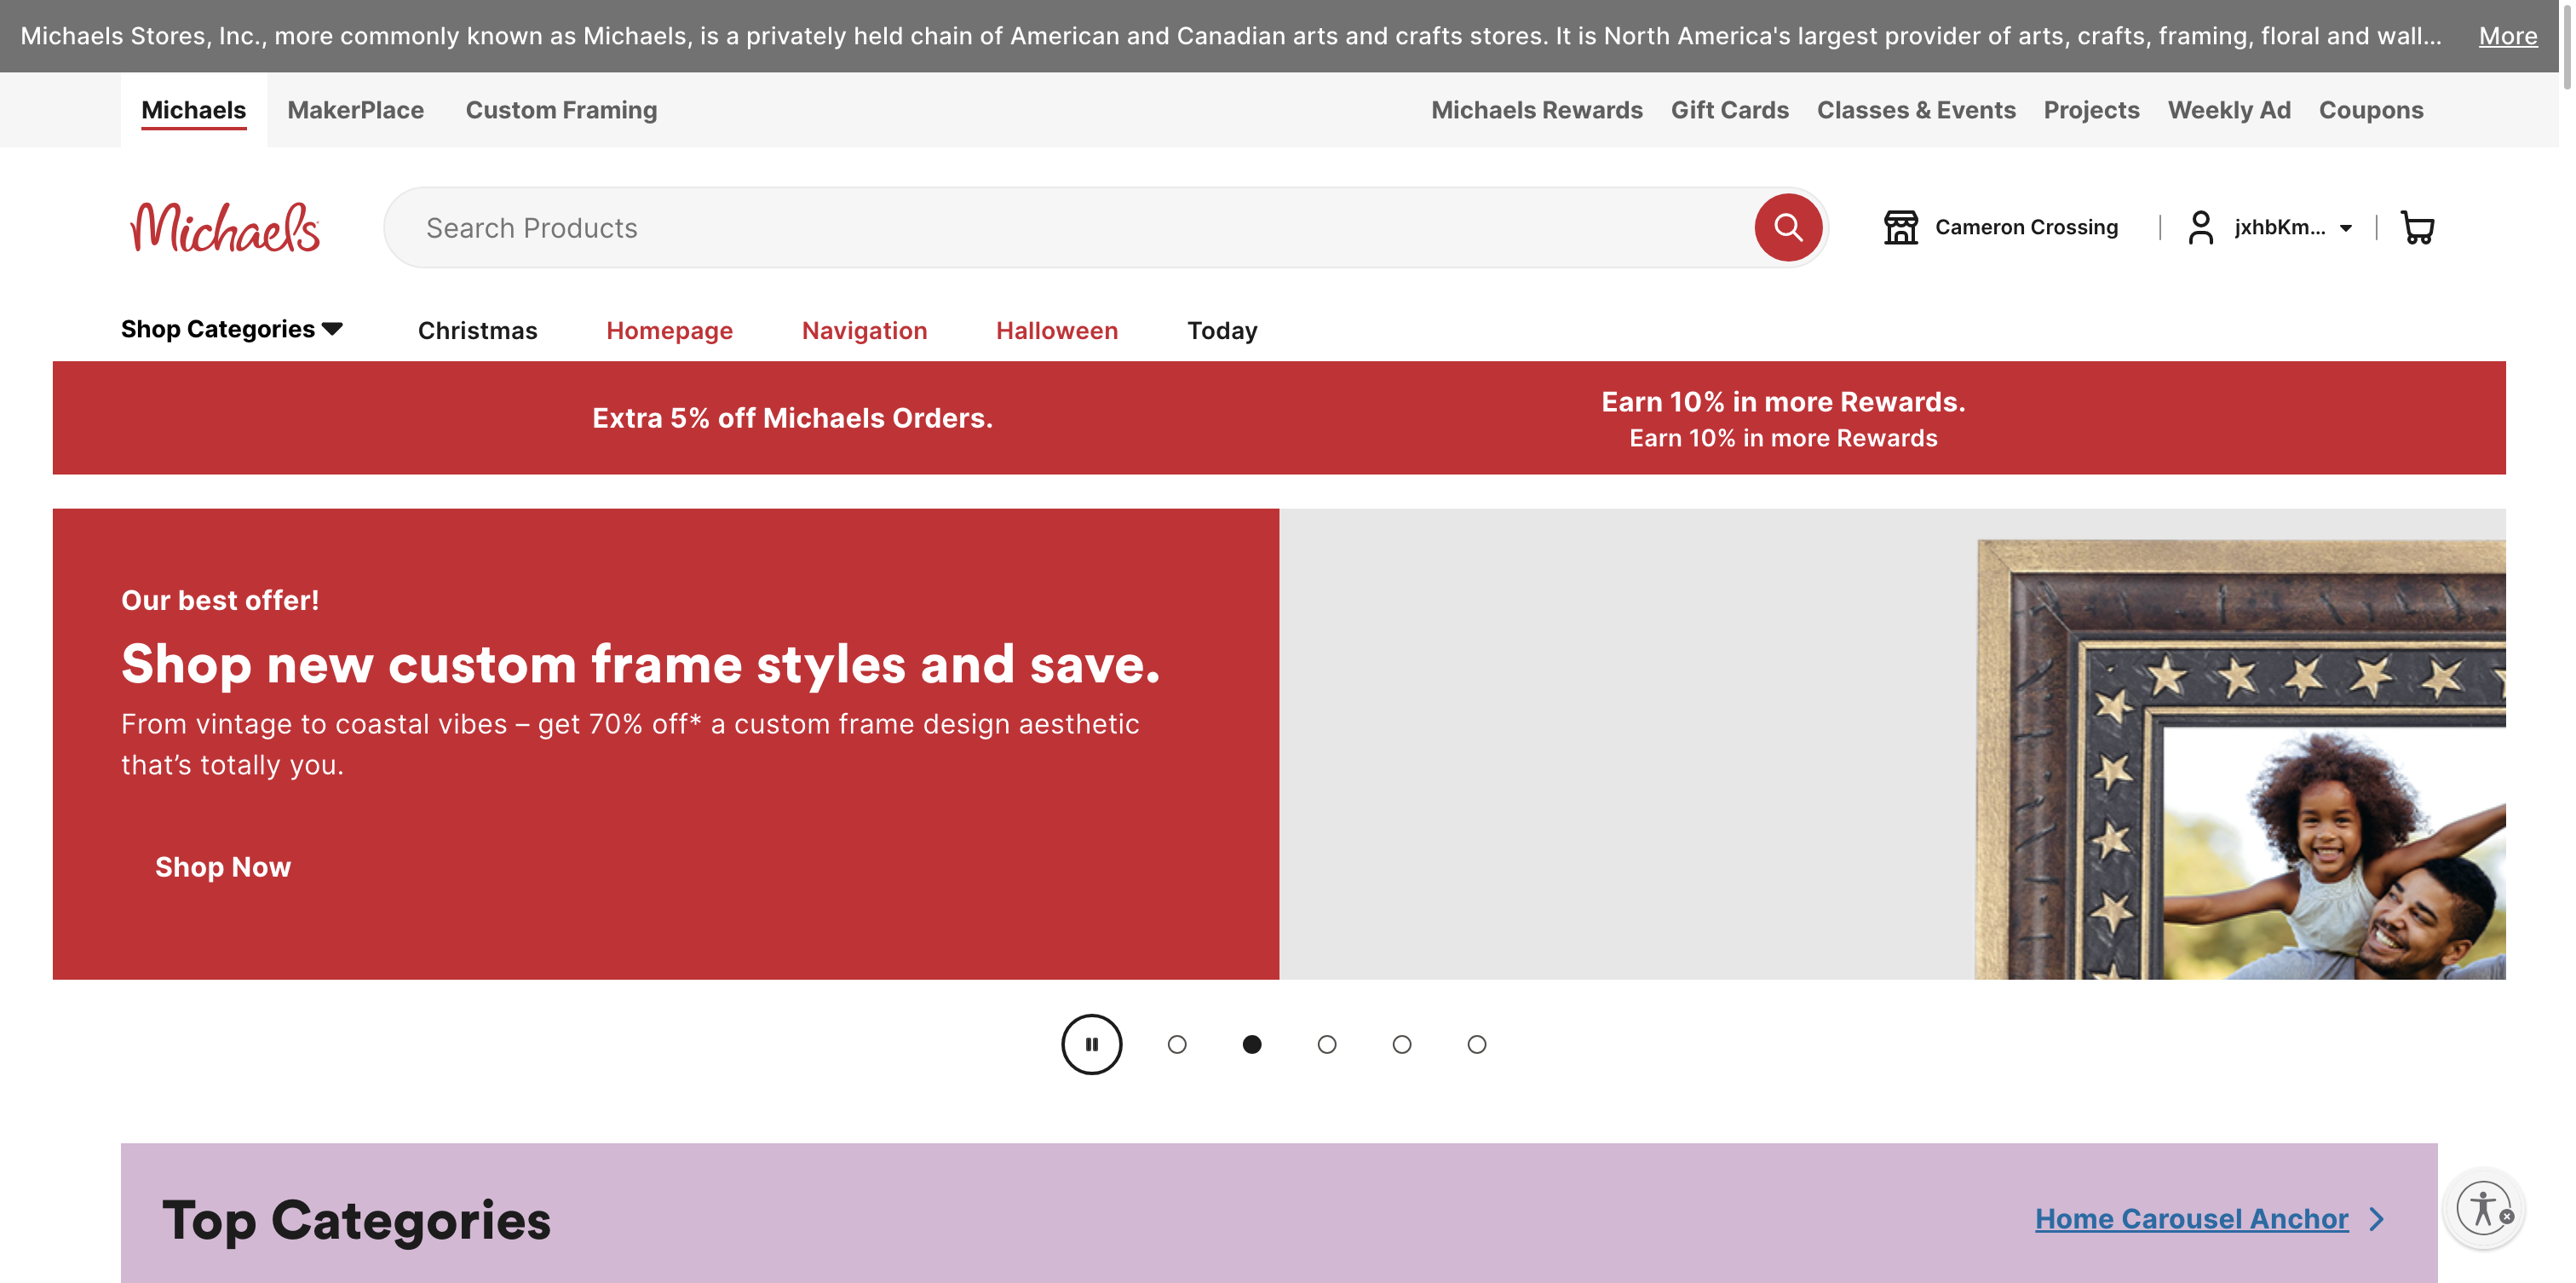 Michaels Stores, Inc., more commonly known as Michaels, is a privately held chain of American and Canadian arts and crafts stores. It is North America's largest provider of arts, crafts, framing, floral and wall... More
Michaels MakerPlace Custom Framing Michaels Rewards Gift Cards Classes & Events Projects Weekly Ad Coupons
Michaels Search Products Cameron Crossing jxhbKm...
Shop Categories Christmas Homepage Navigation Halloween Today
Extra 5% off Michaels Orders.
Earn 10% in more Rewards.
Earn 10% in more Rewards
Our best offer!
Shop new custom frame styles and save.
From vintage to coastal vibes – get 70% off* a custom frame design aesthetic
that’s totally you.
Shop Now
Top Categories Home Carousel Anchor